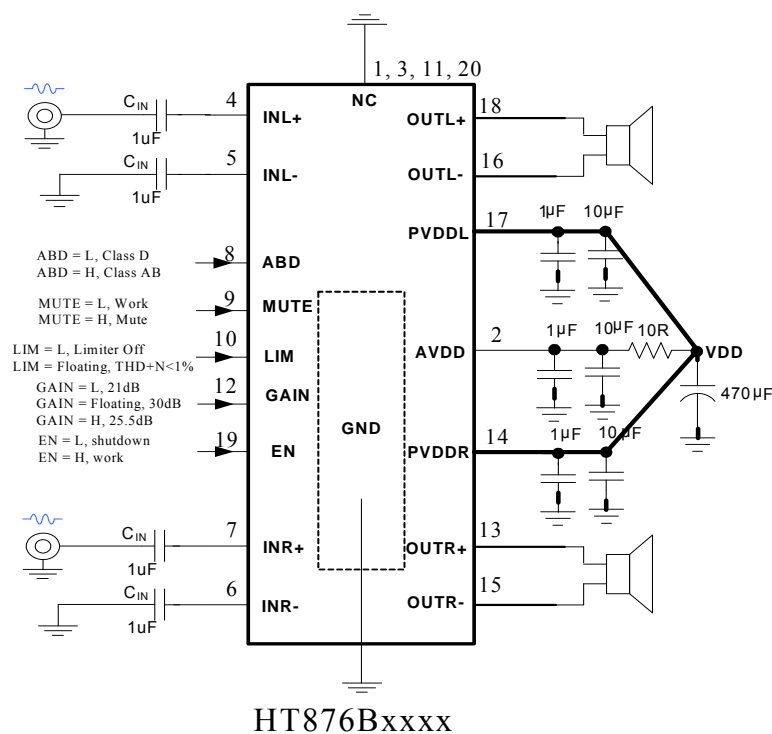 1, 3, 11, 20
NC
C IN
4
INL+
1uF
C IN
5
INL-
1uF
ABD = L, Class D
ABD = H, Class AB
8
ABD
MUTE = L, Work
MUTE = H, Mute
9
MUTE
LIM = L, Limiter Off
LIM = Floating, THD+N<1%
10
LIM
GAIN = L, 21dB
GAIN = Floating, 30dB
GAIN = H, 25.5dB
12
GAIN
EN = L, shutdown
EN = H, work
19
EN
C IN
7
INR+
1uF
C IN
6
INR-
1uF
GND
OUTL+
18
OUTL-
16
PVDDL
17
1µF
10µF
AVDD
2
1µF
10µF
10R
VDD
470µF
PVDDR
14
1µF
10µF
OUTR+
13
OUTR-
15
HT876Bxxxx